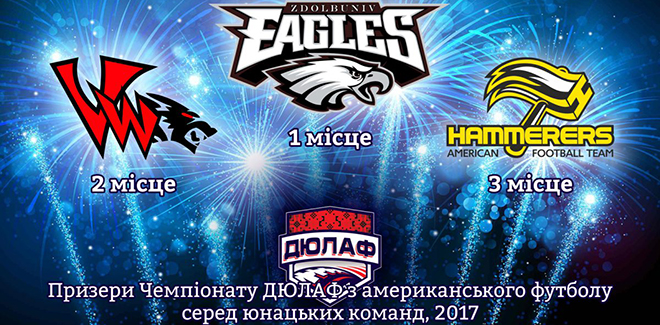 ZDOLBUNIV
EAGLES
1 місце
W
2 місце
HAMMERERS
AMERICAN FOOTBALL TEAM
3 місце
ДЮЛАФ
Призери Чемпіонату ДЮЛАФ з американського футболу
серед юнацьких команд, 2017